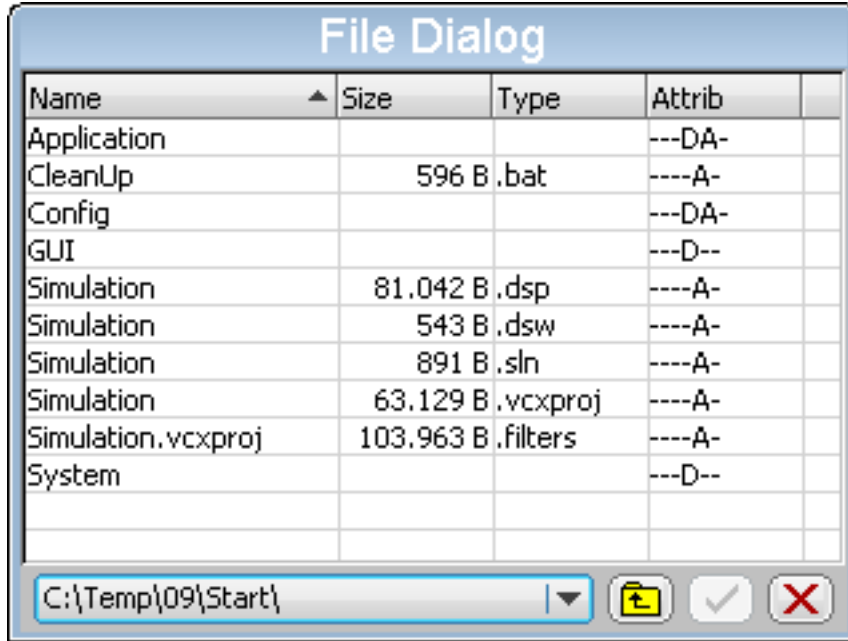 File Dialog
Name Size Type Attrib
Application ---DA-
CleanUp 596 B .bat ----A-
Config ---DA-
GUI ---D--
Simulation 81.042 B .dsp ----A-
Simulation 543 B .dsw ----A-
Simulation 891 B .sln ----A-
Simulation 63.129 B .vcxproj ----A-
Simulation.vcxproj 103.963 B .filters ----A-
System ---D--
C:\Temp\09\Start\